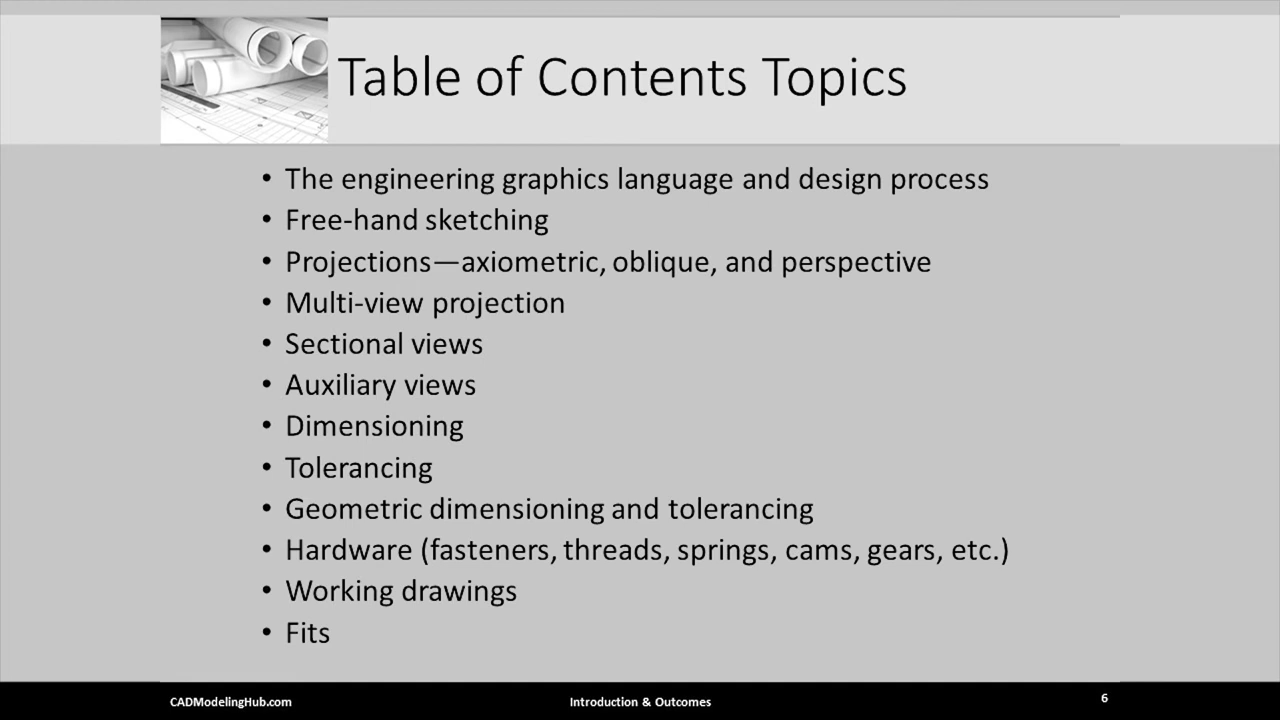 Table of Contents Topics
• The engineering graphics language and design process
• Free-hand sketching
• Projections—axiometric, oblique, and perspective
• Multi-view projection
• Sectional views
• Auxiliary views
• Dimensioning
• Tolerancing
• Geometric dimensioning and tolerancing
• Hardware (fasteners, threads, springs, cams, gears, etc.)
• Working drawings
• Fits
CADModelingHub.com
Introduction & Outcomes
6